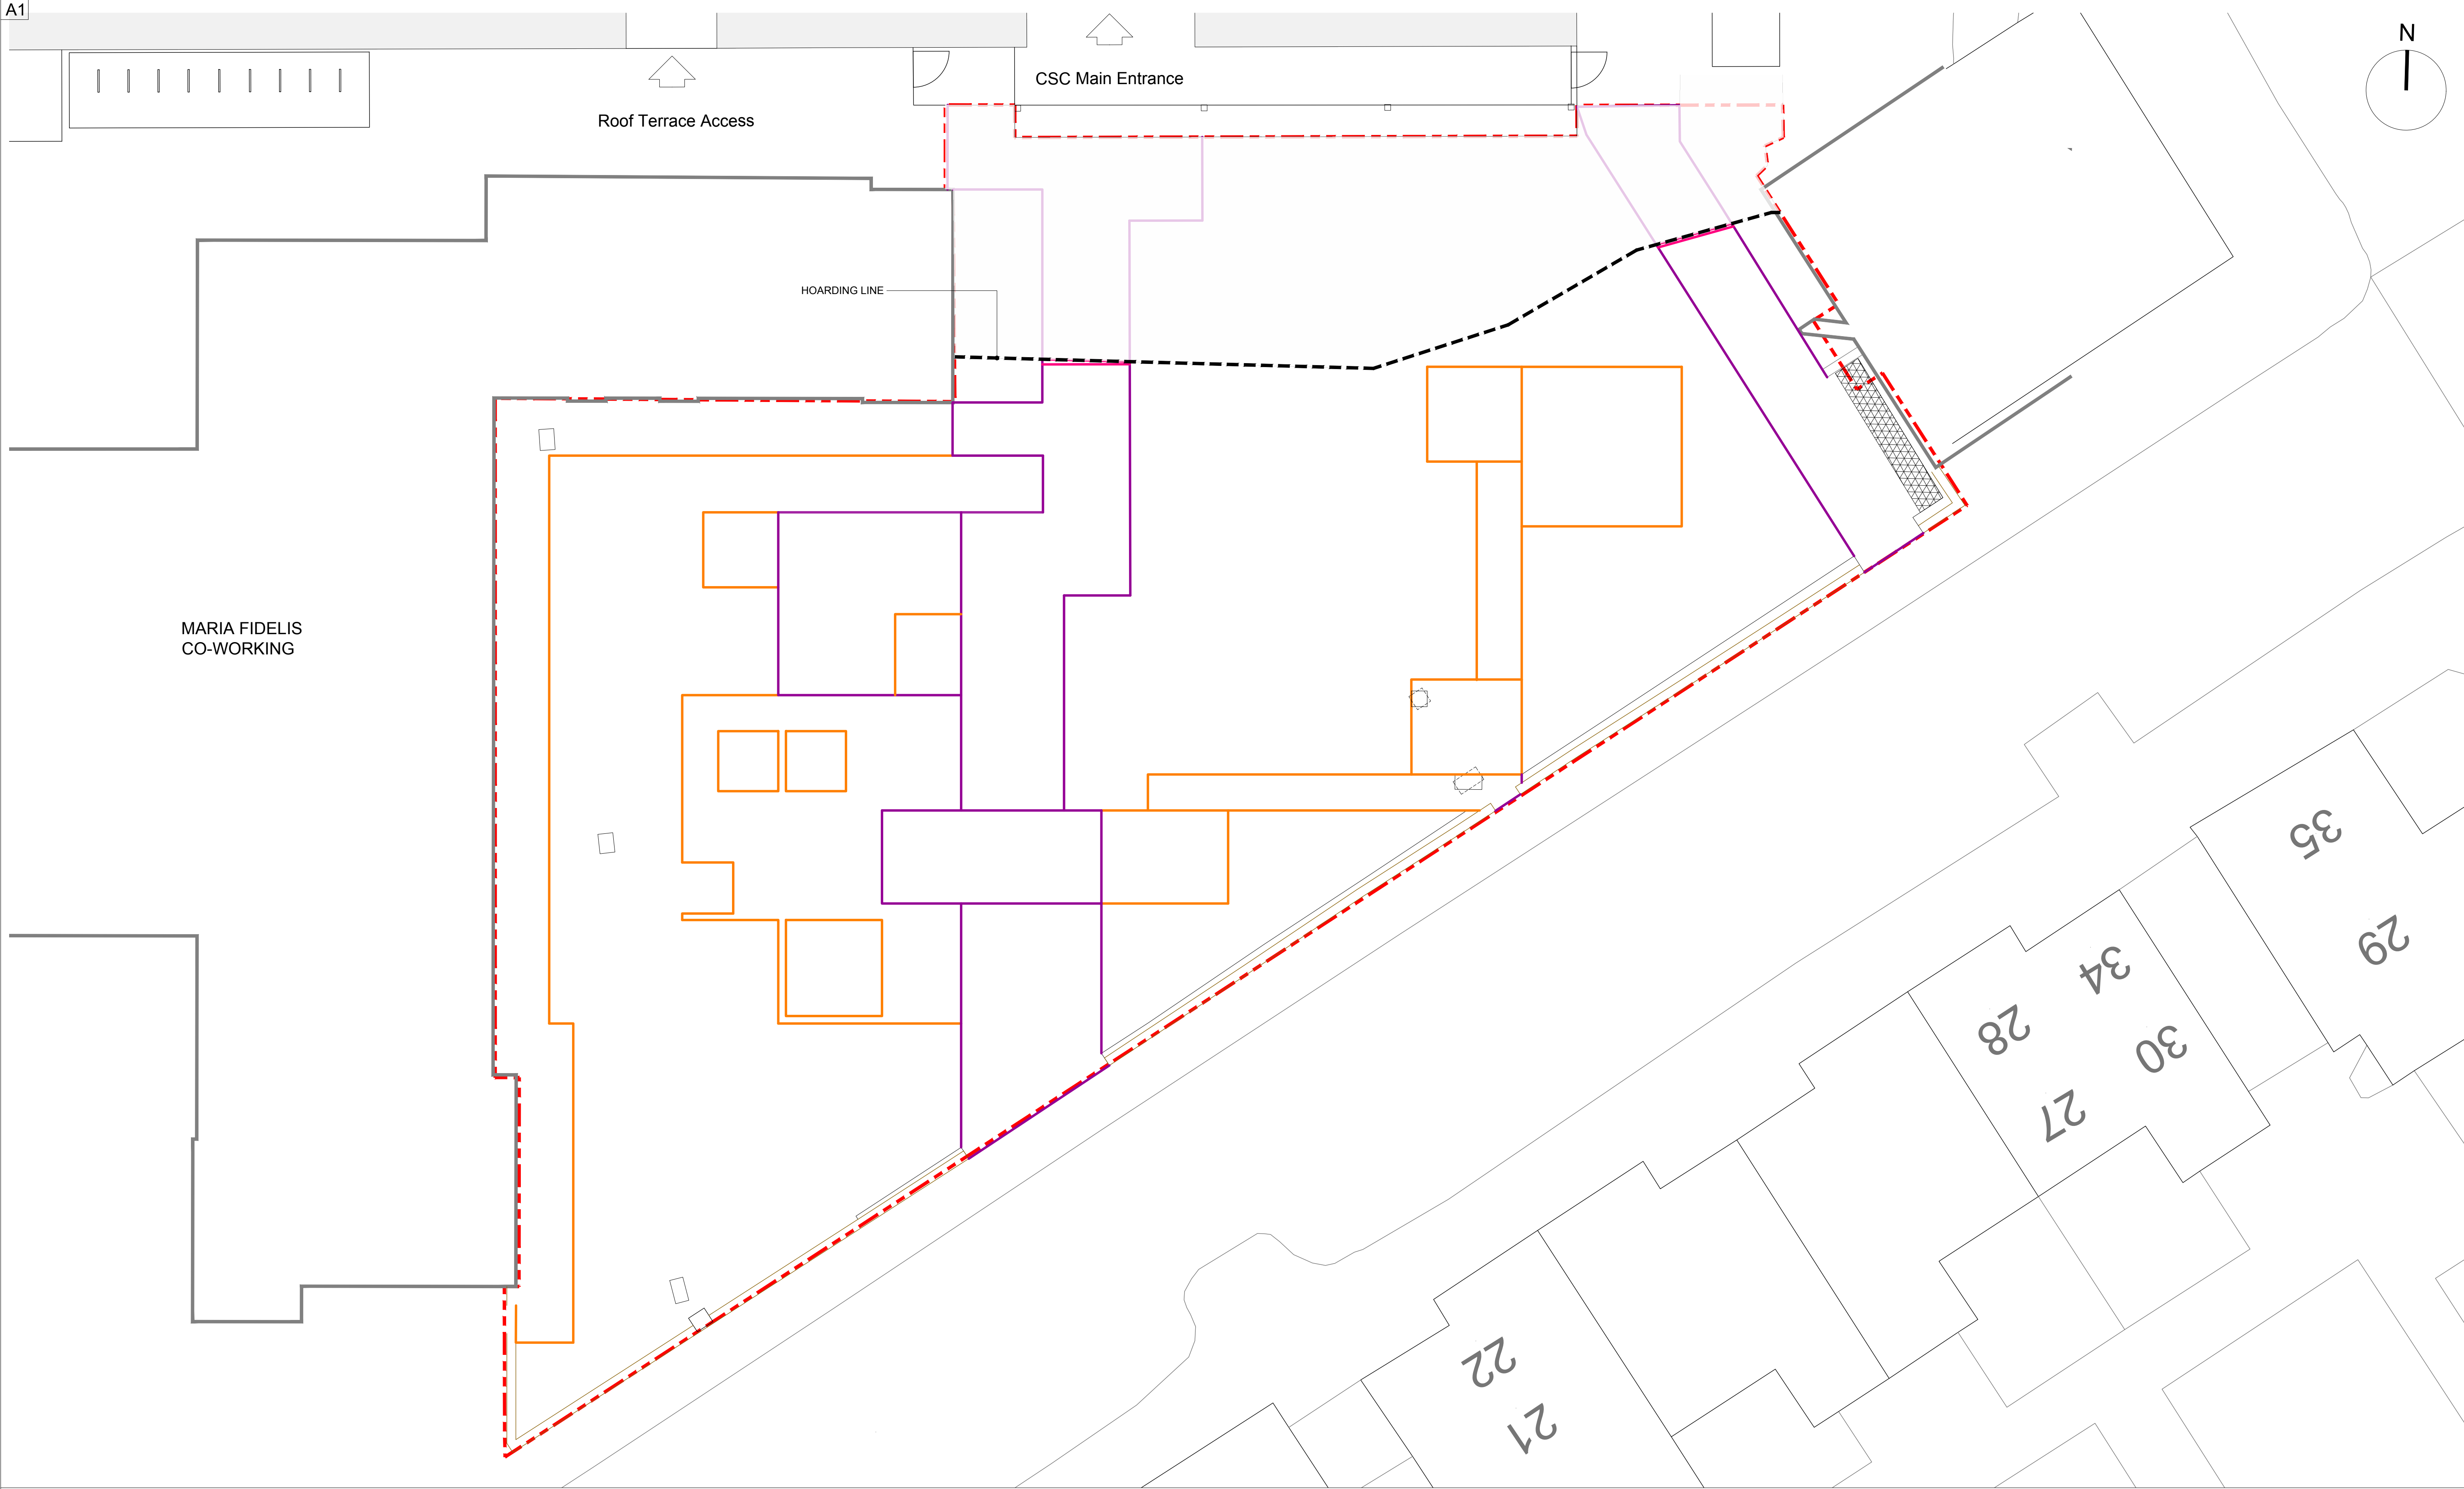 A1
N
CSC Main Entrance
Roof Terrace Access
HOARDING LINE
MARIA FIDELIS
CO-WORKING
35
29
34
28
30
27
22
21